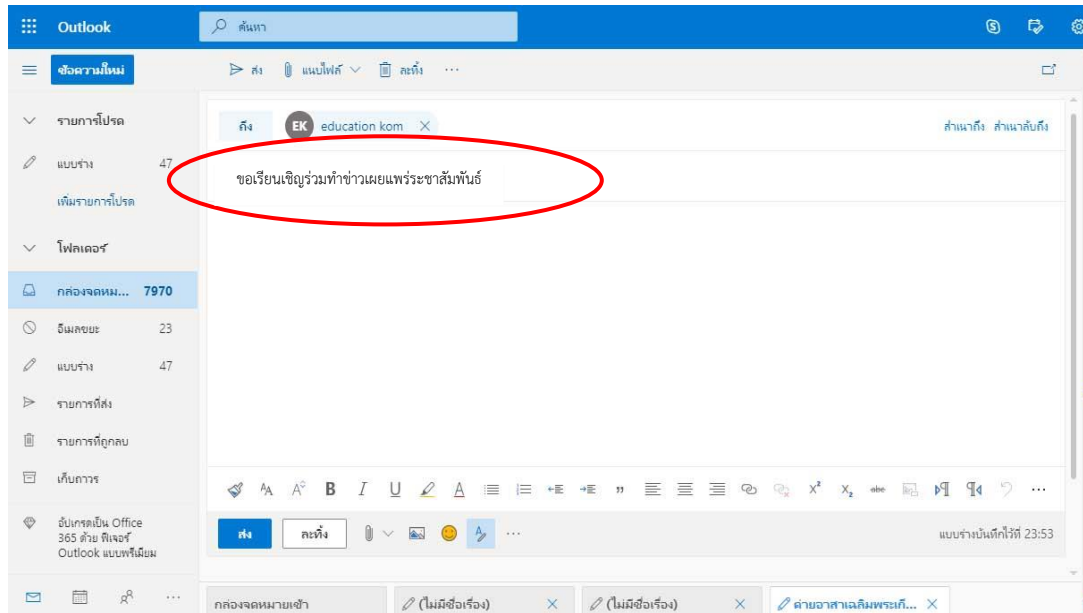 Outlook
ค้นหา
ข้อความใหม่
ส่ง
แนบไฟล์
ละทิ้ง
รายการโปรด
แบบร่าง 47
เพิ่มรายการโปรด
โฟลเดอร์
กล่องจดหม... 7970
อีเมลขยะ 23
แบบร่าง 47
รายการที่ส่ง
รายการที่ถูกลบ
เก็บถาวร
อัปเกรดเป็น Office
365 ด้วย ฟีเจอร์
Outlook แบบพรีเมียม
ถึง EK education kom
สำเนาถึง สำเนาลับถึง
ขอเรียนเชิญร่วมทำข่าวเผยแพร่ระชาสัมพันธ์
ส่ง ละทิ้ง
แบบร่างบันทึกไว้ที่ 23:53
กล่องจดหมายเข้า (ไม่มีชื่อเรื่อง) (ไม่มีชื่อเรื่อง) ค่ายอาสาเฉลิมพระเกี...